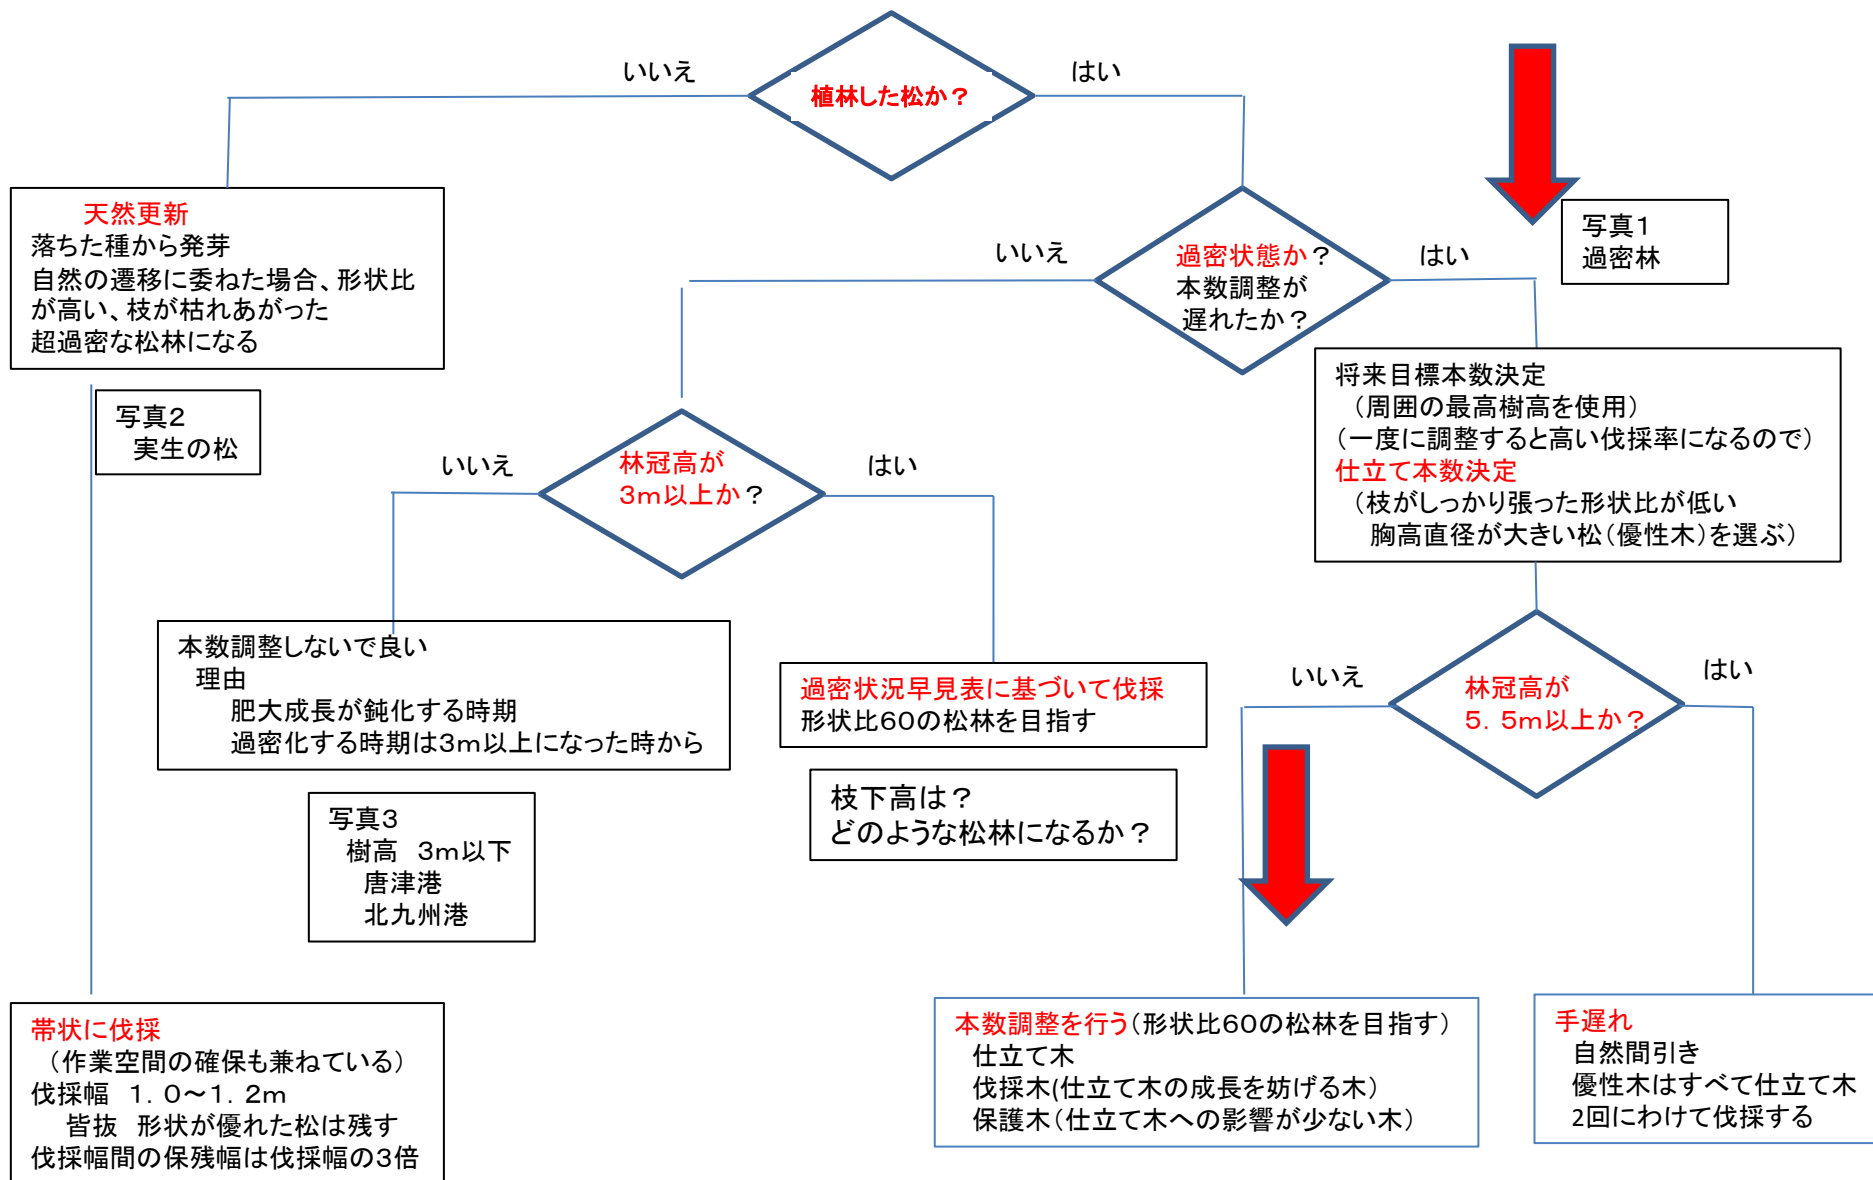 植林した松か？
いいえ
はい
天然更新
落ちた種から発芽
自然の遷移に委ねた場合、形状比
が高い、枝が枯れあがった
超過密な松林になる
写真２
実生の松
いいえ
過密状態か？
本数調整が
遅れたか？
はい
写真１
過密林
将来目標本数決定
（周囲の最高樹高を使用）
（一度に調整すると高い伐採率になるので）
仕立て本数決定
（枝がしっかり張った形状比が低い
胸高直径が大きい松（優性木）を選ぶ）
いいえ
林冠高が
３ｍ以上か？
はい
本数調整しないで良い
理由
肥大成長が鈍化する時期
過密化する時期は３ｍ以上になった時から
写真３
樹高　３ｍ以下
唐津港
北九州港
過密状況早見表に基づいて伐採
形状比６０の松林を目指す
枝下高は？
どのような松林になるか？
いいえ
林冠高が
５．５ｍ以上か？
はい
帯状に伐採
（作業空間の確保も兼ねている）
伐採幅　１．０～１．２ｍ
皆抜　形状が優れた松は残す
伐採幅間の保残幅は伐採幅の３倍
本数調整を行う（形状比６０の松林を目指す）
仕立て木
伐採木(仕立て木の成長を妨げる木）
保護木（仕立て木への影響が少ない木）
手遅れ
自然間引き
優性木はすべて仕立て木
2回にわけて伐採する